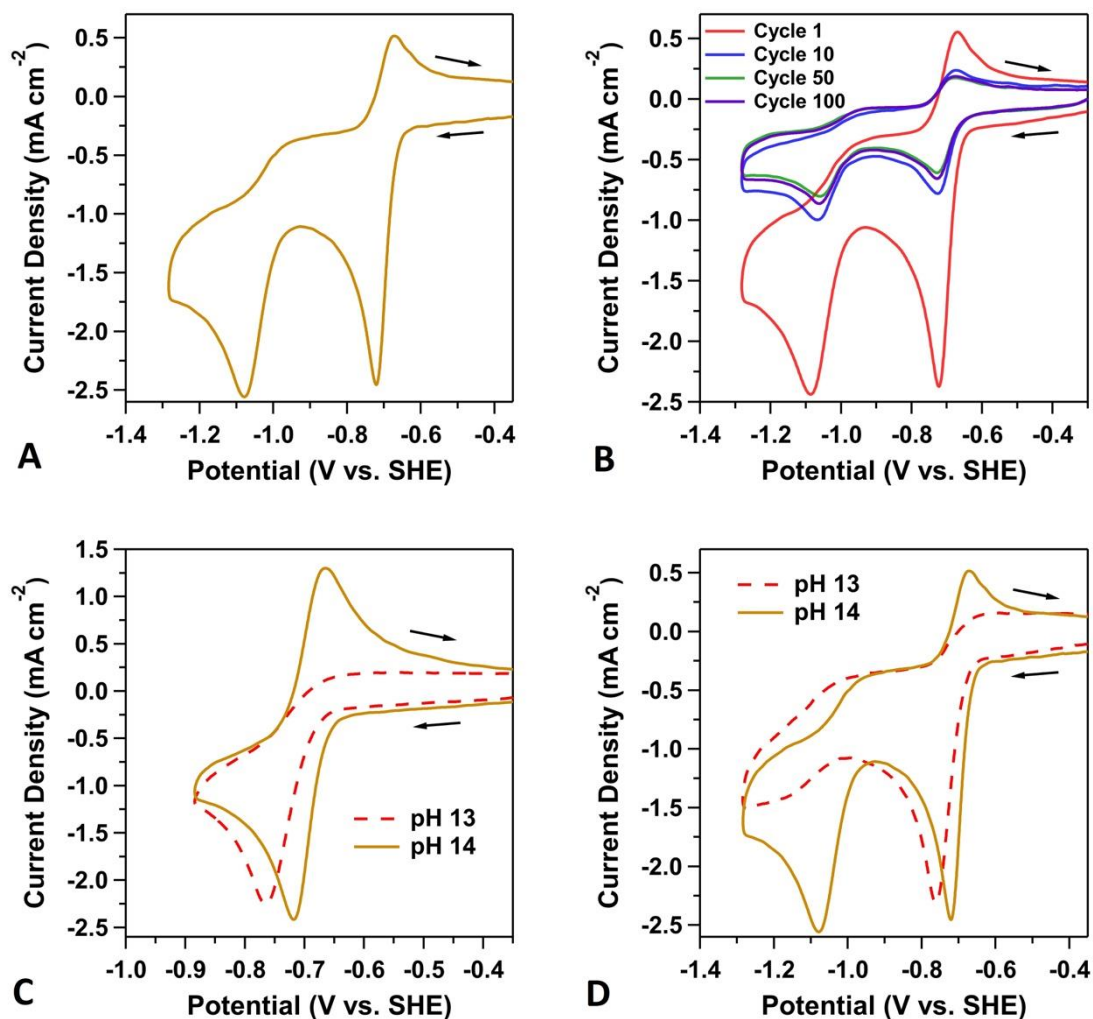 0.5
0.0
-0.5
-1.0
-1.5
-2.0
-2.5
Current Density (mA cm-2)
-1.4 -1.2 -1.0 -0.8 -0.6 -0.4
Potential (V vs. SHE)
A
Cycle 1
Cycle 10
Cycle 50
Cycle 100
0.5
0.0
-0.5
-1.0
-1.5
-2.0
-2.5
Current Density (mA cm-2)
-1.4 -1.2 -1.0 -0.8 -0.6 -0.4
Potential (V vs. SHE)
B
1.5
1.0
0.5
0.0
-0.5
-1.0
-1.5
-2.0
-2.5
Current Density (mA cm-2)
pH 13
pH 14
-1.0 -0.9 -0.8 -0.7 -0.6 -0.5 -0.4
Potential (V vs. SHE)
C
pH 13
pH 14
0.5
0.0
-0.5
-1.0
-1.5
-2.0
-2.5
Current Density (mA cm-2)
-1.4 -1.2 -1.0 -0.8 -0.6 -0.4
Potential (V vs. SHE)
D